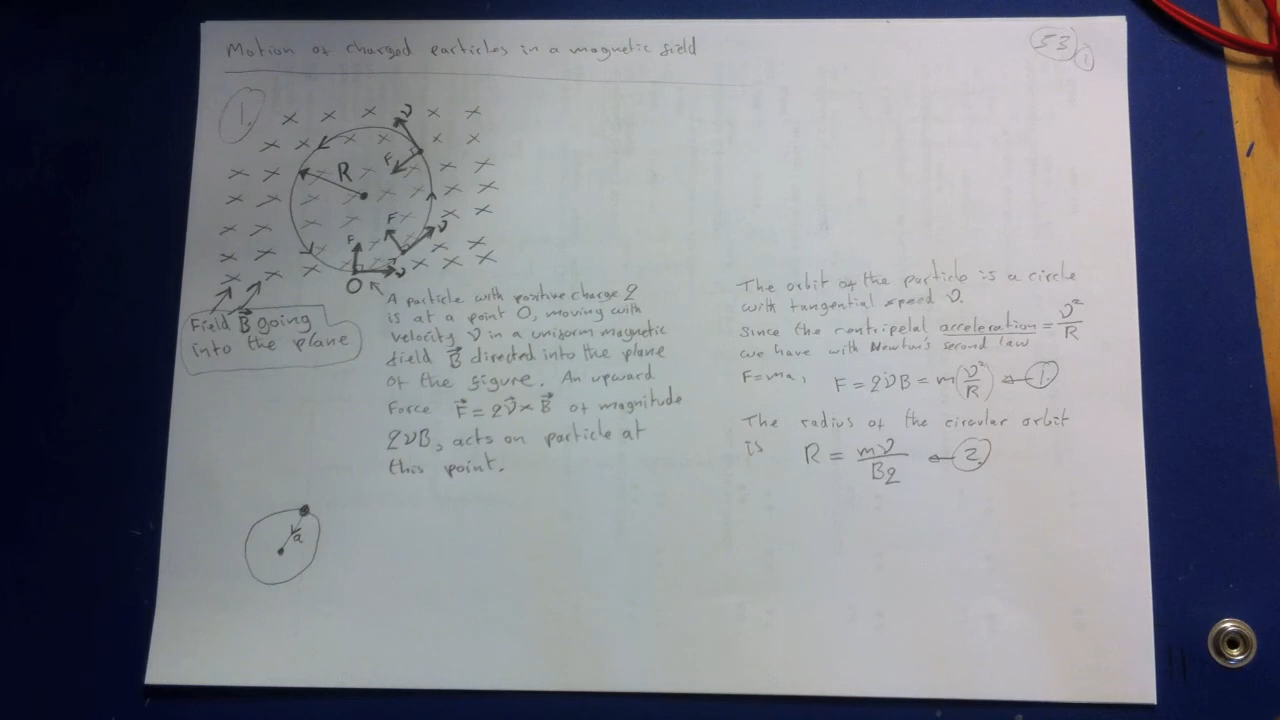 Motion of charged particles in a magnetic field
53
1
1.
R
F
v
F
v
F
v
O
Field B⃗ going
into the plane
A particle with positive charge q
is at a point O, moving with
velocity v in a uniform magnetic
field B⃗ directed into the plane
of the figure. An upward
Force F⃗ = qv⃗ × B⃗ of magnitude
qvB, acts on particle at
this point.
a
The orbit of the particle is a circle
with tangential speed v.
Since the centripetal acceleration = v²/R
we have with Newton's second law
F=ma, F = qvB = m(v²/R) ← 1.
The radius of the circular orbit
is R = mv/Bq ← 2.